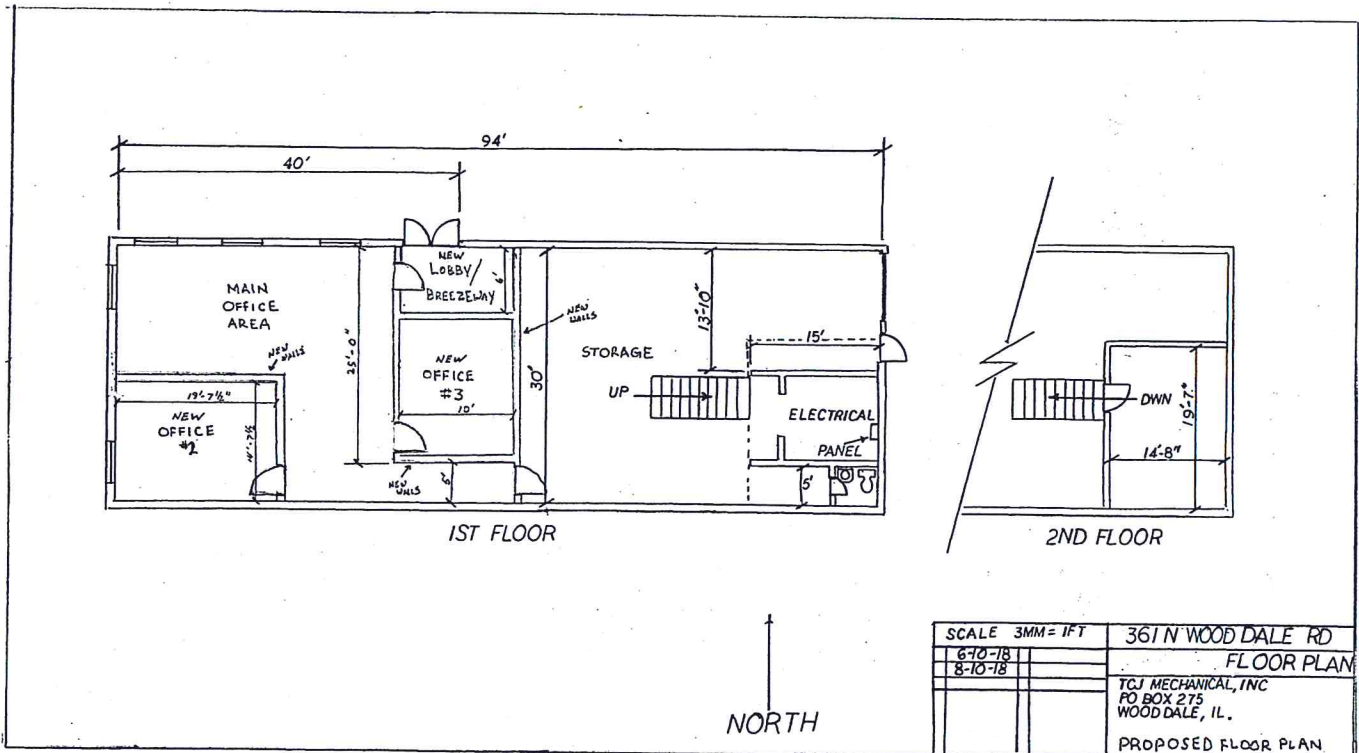 94'
40'
NEW
LOBBY/
BREEZEWAY
6'
MAIN
OFFICE
AREA
NEW
WALLS
NEW
WALLS
25'-0"
30'
13'-10"
15'
STORAGE
NEW
OFFICE
#3
10'
UP
19'-7½"
NEW
OFFICE
#2
ELECTRICAL
PANEL
NEW
WALLS
5'
DWN
19'-7"
14'-8"
1ST FLOOR
2ND FLOOR
NORTH
SCALE 3MM = 1FT
6-10-18
8-10-18
361 N WOOD DALE RD
FLOOR PLAN
TCJ MECHANICAL, INC
PO BOX 275
WOOD DALE, IL.
PROPOSED FLOOR PLAN